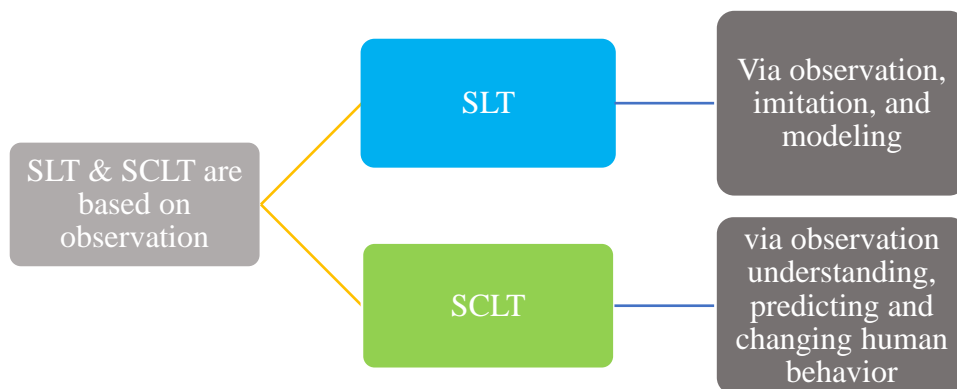 SLT & SCLT are
based on
observation
SLT
Via observation,
imitation, and
modeling
SCLT
via observation
understanding,
predicting and
changing human
behavior